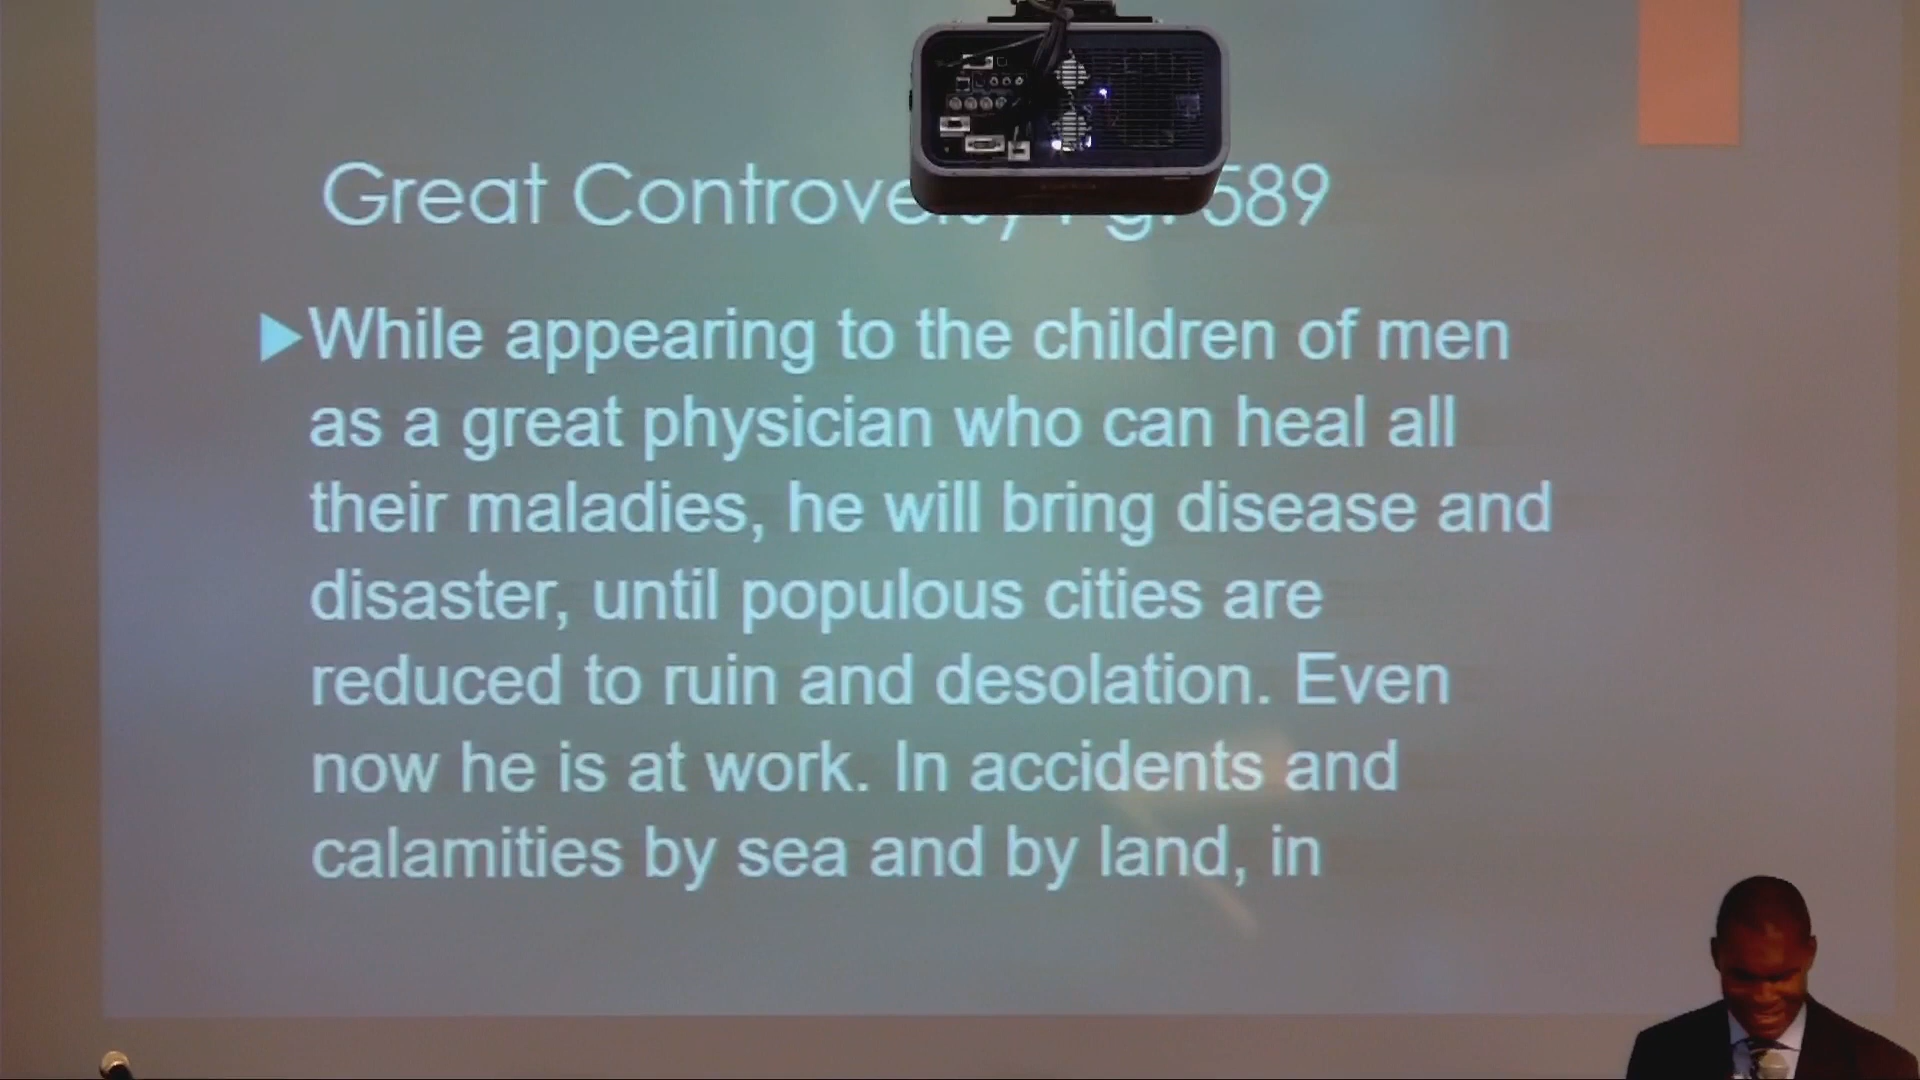 Great Controversy Pg. 589
While appearing to the children of men
as a great physician who can heal all
their maladies, he will bring disease and
disaster, until populous cities are
reduced to ruin and desolation. Even
now he is at work. In accidents and
calamities by sea and by land, in